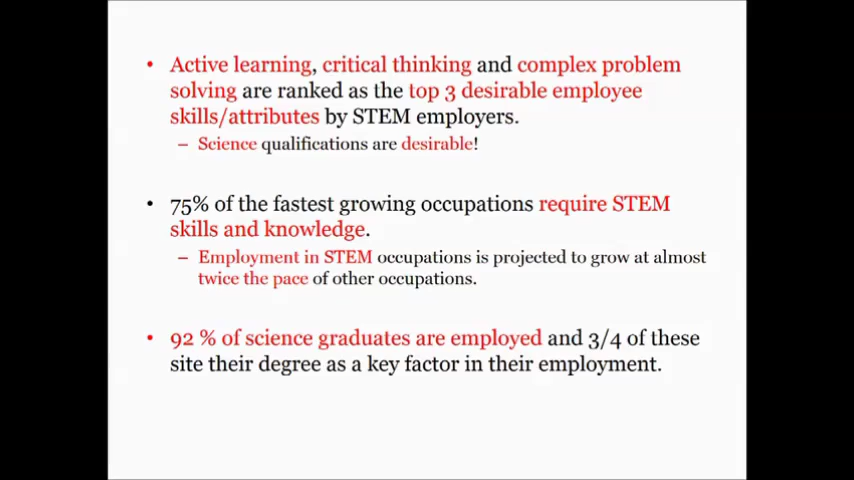 • Active learning, critical thinking and complex problem
solving are ranked as the top 3 desirable employee
skills/attributes by STEM employers.
– Science qualifications are desirable!
• 75% of the fastest growing occupations require STEM
skills and knowledge.
– Employment in STEM occupations is projected to grow at almost
twice the pace of other occupations.
• 92 % of science graduates are employed and 3/4 of these
site their degree as a key factor in their employment.